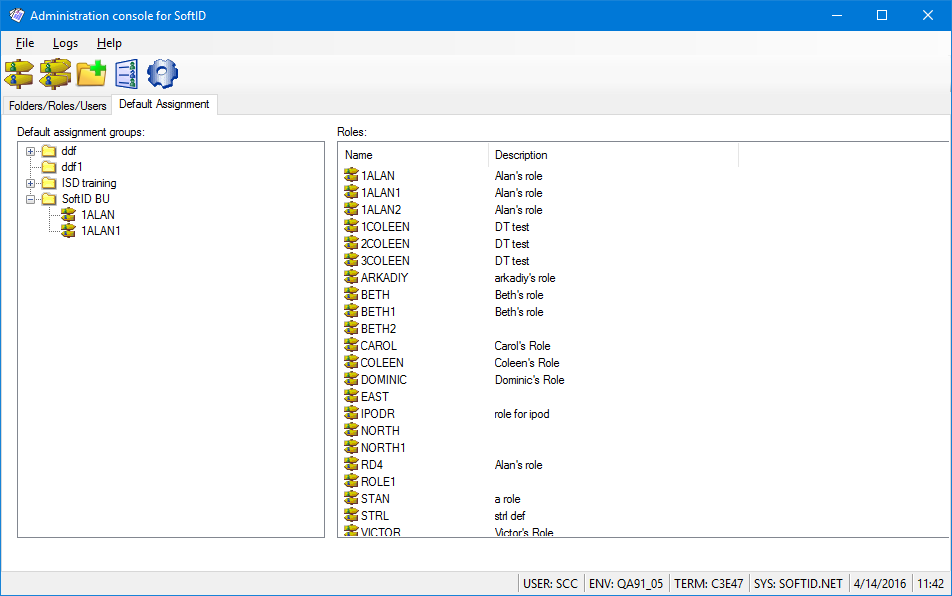 Administration console for SoftID
File Logs Help
Folders/Roles/Users Default Assignment
Default assignment groups:
ddf
ddf1
ISD training
SoftID BU
1ALAN
1ALAN1
Roles:
Name Description
1ALAN Alan's role
1ALAN1 Alan's role
1ALAN2 Alan's role
1COLEEN DT test
2COLEEN DT test
3COLEEN DT test
ARKADIY arkadiy's role
BETH Beth's role
BETH1 Beth's role
BETH2
CAROL Carol's Role
COLEEN Coleen's Role
DOMINIC Dominic's Role
EAST
IPODR role for ipod
NORTH
NORTH1
RD4 Alan's role
ROLE1
STAN a role
STRL strl def
VICTOR Victor's Role
USER: SCC ENV: QA91_05 TERM: C3E47 SYS: SOFTID.NET 4/14/2016 11:42